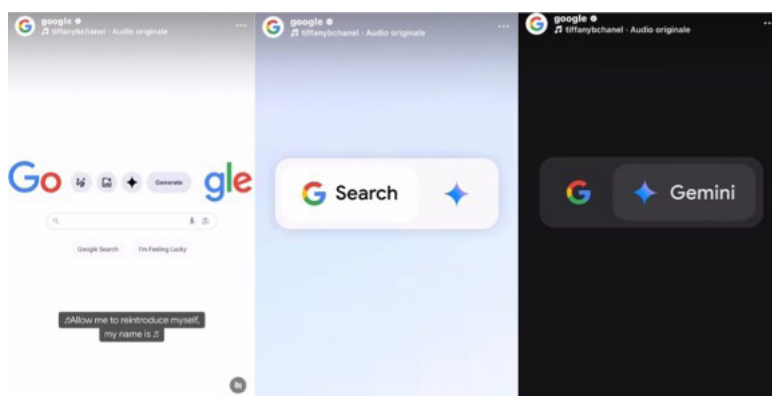 google
tiffanybchanel · Audio originale
Go
Generate
gle
Google Search
I'm Feeling Lucky
♫Allow me to reintroduce myself,
my name is ♫
google
tiffanybchanel · Audio originale
G Search
google
tiffanybchanel · Audio originale
G
Gemini